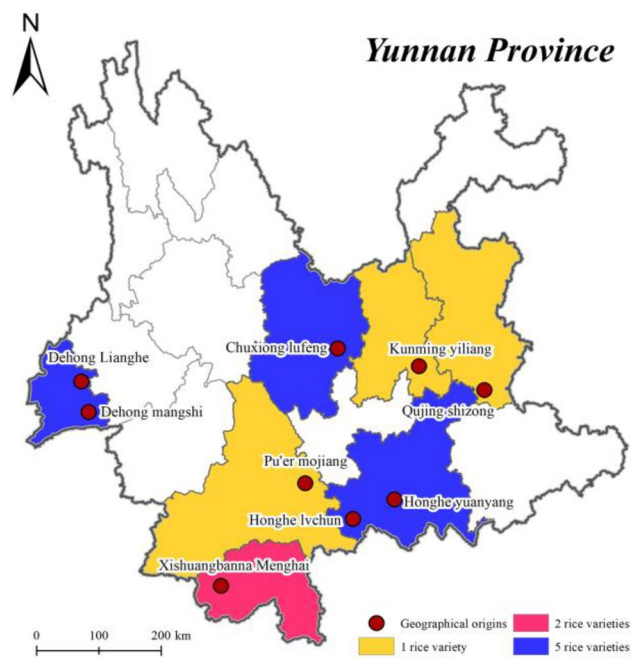 N
Yunnan Province
Dehong Lianghe
Chuxiong lufeng
Kunming yiliang
Dehong mangshi
Qujing shizong
Pu'er mojiang
Honghe yuanyang
Honghe lvchun
Xishuangbanna Menghai
Geographical origins
2 rice varieties
1 rice variety
5 rice varieties
0 100 200 km